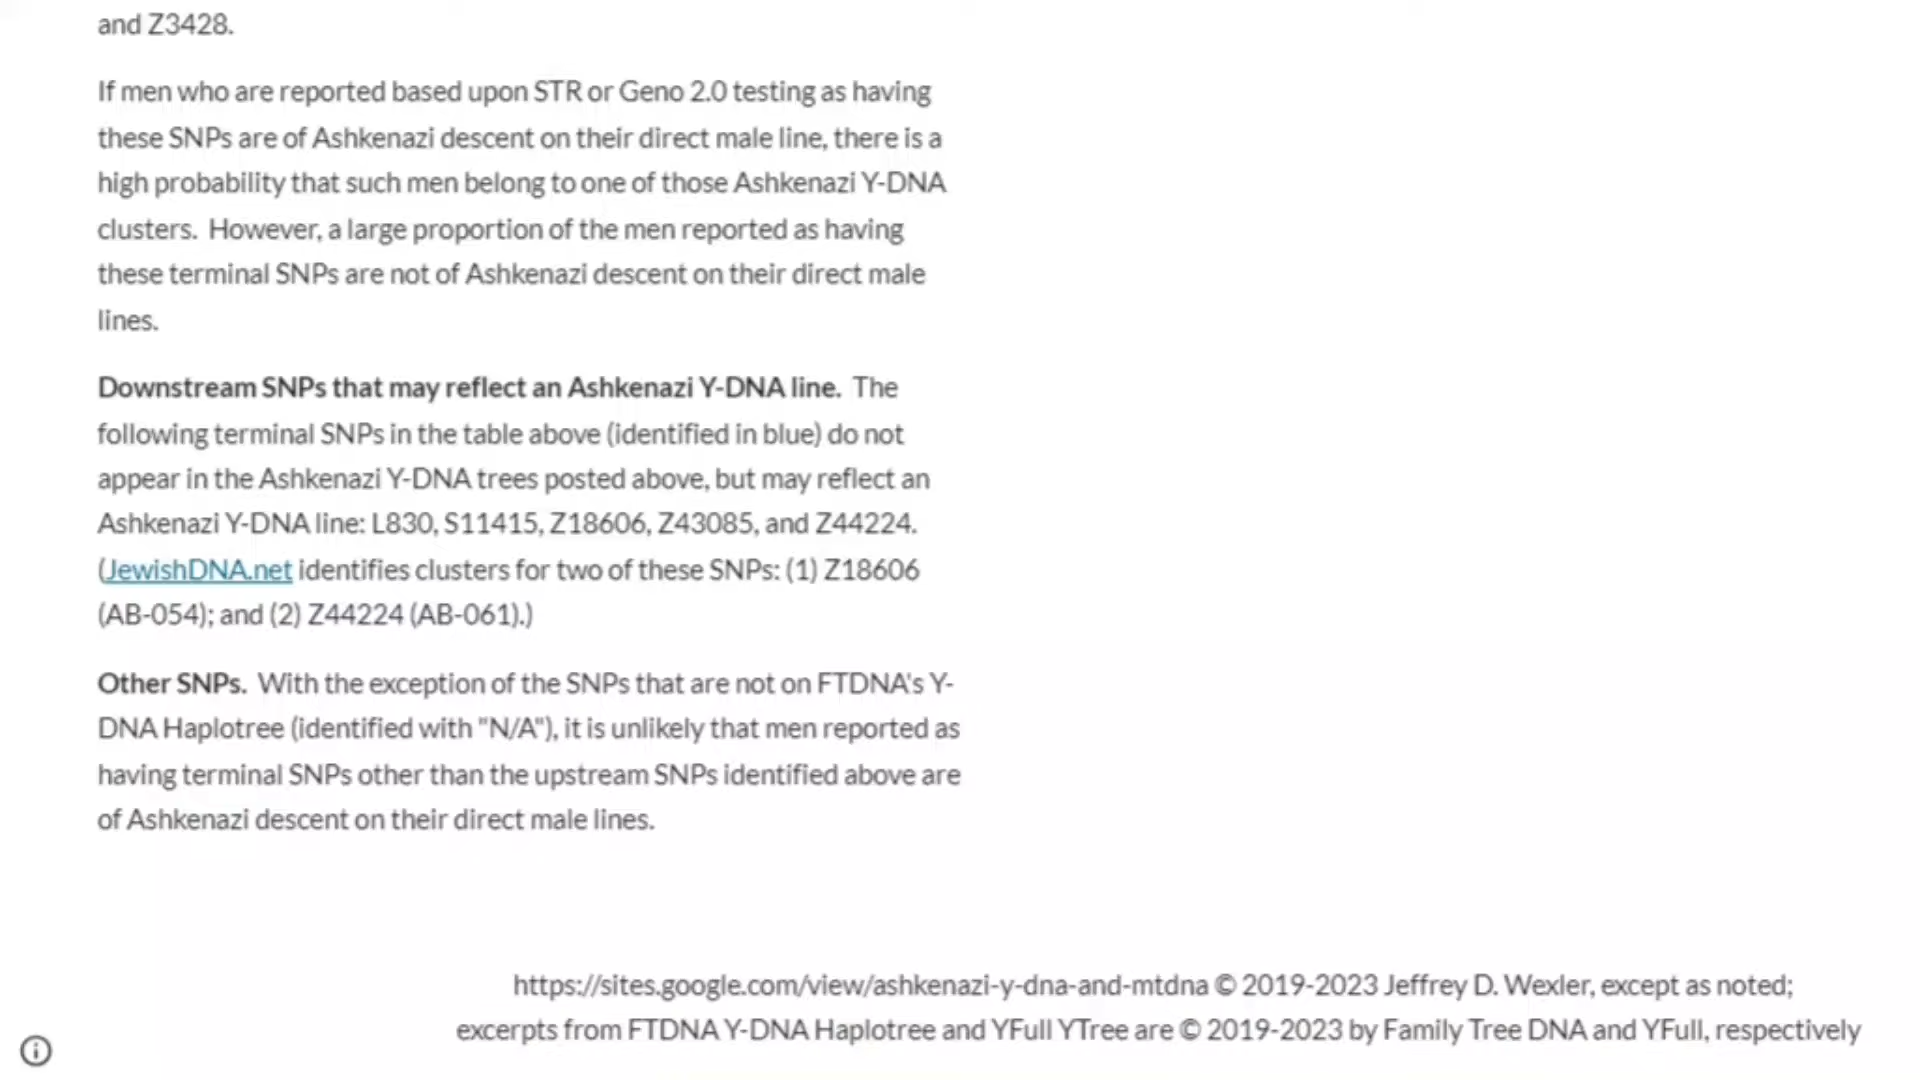 and Z3428.
If men who are reported based upon STR or Geno 2.0 testing as having
these SNPs are of Ashkenazi descent on their direct male line, there is a
high probability that such men belong to one of those Ashkenazi Y-DNA
clusters.  However, a large proportion of the men reported as having
these terminal SNPs are not of Ashkenazi descent on their direct male
lines.
Downstream SNPs that may reflect an Ashkenazi Y-DNA line.  The
following terminal SNPs in the table above (identified in blue) do not
appear in the Ashkenazi Y-DNA trees posted above, but may reflect an
Ashkenazi Y-DNA line: L830, S11415, Z18606, Z43085, and Z44224.
(JewishDNA.net identifies clusters for two of these SNPs: (1) Z18606
(AB-054); and (2) Z44224 (AB-061).)
Other SNPs.  With the exception of the SNPs that are not on FTDNA's Y-
DNA Haplotree (identified with "N/A"), it is unlikely that men reported as
having terminal SNPs other than the upstream SNPs identified above are
of Ashkenazi descent on their direct male lines.
https://sites.google.com/view/ashkenazi-y-dna-and-mtdna © 2019-2023 Jeffrey D. Wexler, except as noted;
excerpts from FTDNA Y-DNA Haplotree and YFull YTree are © 2019-2023 by Family Tree DNA and YFull, respectively